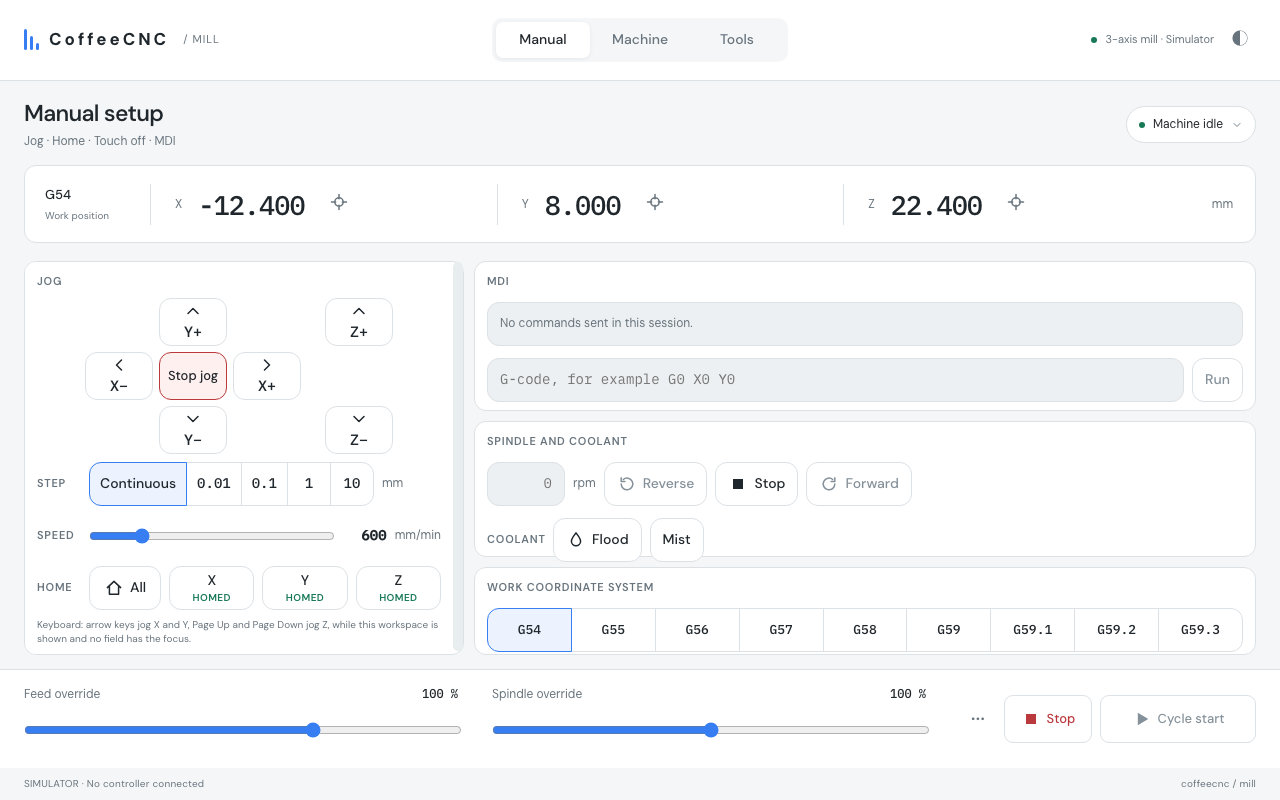 CoffeeCNC / MILL
Manual Machine Tools
3-axis mill · Simulator
Manual setup
Jog · Home · Touch off · MDI
Machine idle
G54
Work position
X -12.400
Y 8.000
Z 22.400
mm
JOG
Y+
Z+
X−
Stop jog
X+
Y−
Z−
STEP Continuous 0.01 0.1 1 10 mm
SPEED 600 mm/min
HOME All
X HOMED
Y HOMED
Z HOMED
Keyboard: arrow keys jog X and Y, Page Up and Page Down jog Z, while this workspace is
shown and no field has the focus.
MDI
No commands sent in this session.
G-code, for example G0 X0 Y0
Run
SPINDLE AND COOLANT
0 rpm Reverse Stop Forward
COOLANT Flood Mist
WORK COORDINATE SYSTEM
G54 G55 G56 G57 G58 G59 G59.1 G59.2 G59.3
Feed override 100 %
Spindle override 100 %
... Stop Cycle start
SIMULATOR · No controller connected
coffeecnc / mill